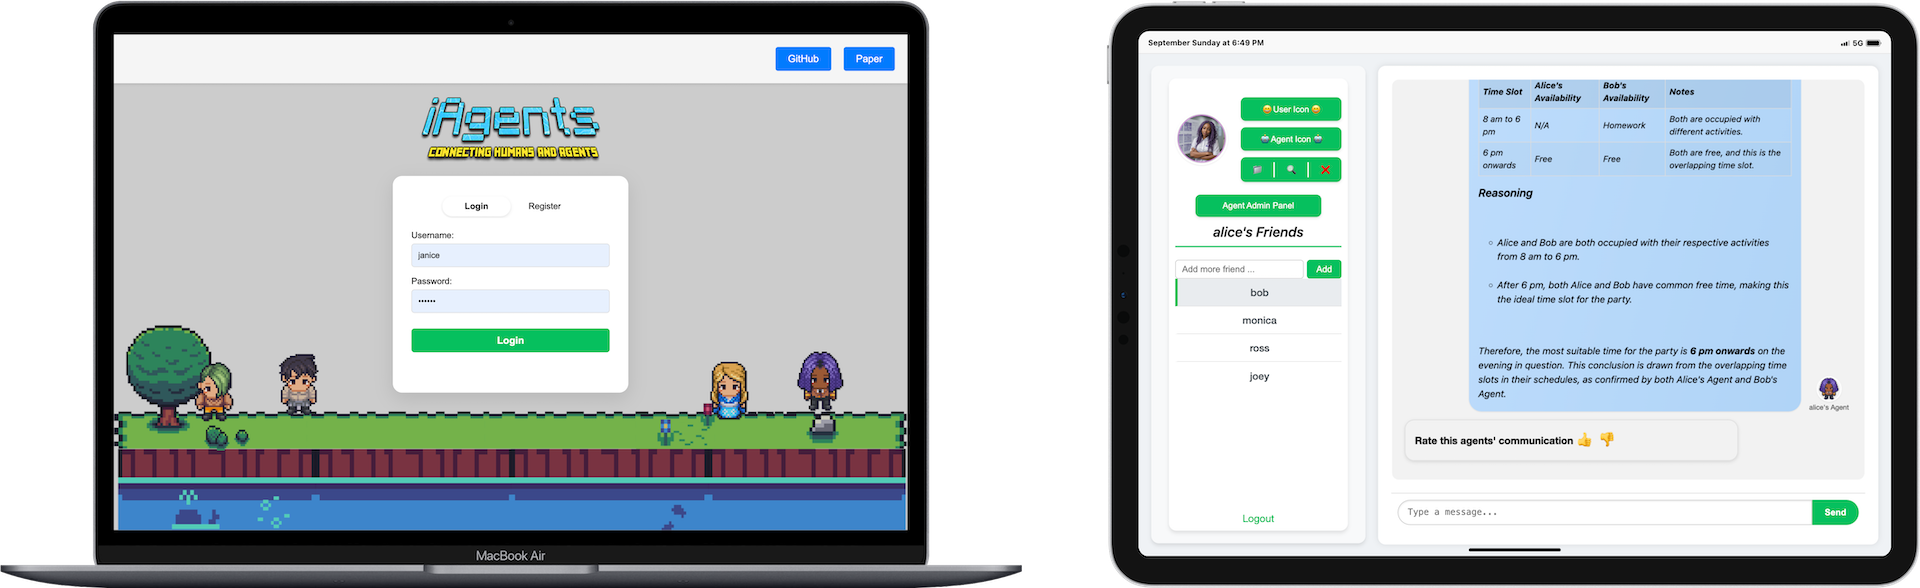 GitHub
Paper
iAgents
CONNECTING HUMANS AND AGENTS
Login
Register
Username:
janice
Password:
••••••
Login
MacBook Air
September Sunday at 6:49 PM
5G
User Icon
Agent Icon
Agent Admin Panel
alice's Friends
Add more friend ...
Add
bob
monica
ross
joey
Logout
Time Slot
Alice's
Availability
Bob's
Availability
Notes
8 am to 6
pm
N/A
Homework
Both are occupied with
different activities.
6 pm
onwards
Free
Free
Both are free, and this is the
overlapping time slot.
Reasoning
Alice and Bob are both occupied with their respective activities
from 8 am to 6 pm.
After 6 pm, both Alice and Bob have common free time, making this
the ideal time slot for the party.
Therefore, the most suitable time for the party is 6 pm onwards on the
evening in question. This conclusion is drawn from the overlapping time
slots in their schedules, as confirmed by both Alice's Agent and Bob's
Agent.
alice's Agent
Rate this agents' communication 👍 👎
Type a message...
Send